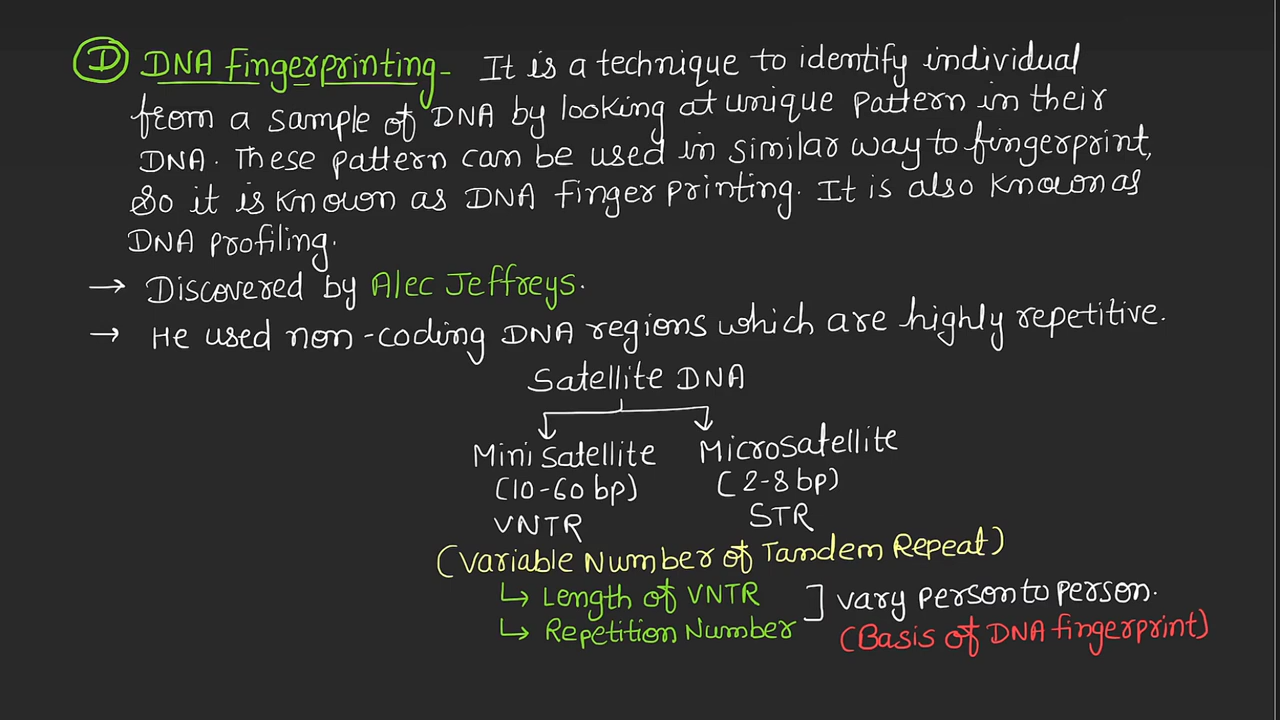 D DNA Fingerprinting- It is a technique to identify individual
from a sample of DNA by looking at unique pattern in their
DNA. These pattern can be used in similar way to fingerprint,
So it is known as DNA finger printing. It is also known as
DNA profiling.
→ Discovered by Alec Jeffreys.
→ He used non-coding DNA regions which are highly repetitive.
Satellite DNA
Mini Satellite Microsatellite
(10-60 bp) (2-8 bp)
VNTR STR
(Variable Number of Tandem Repeat)
↳ Length of VNTR ] vary person to person.
↳ Repetition Number (Basis of DNA fingerprint)